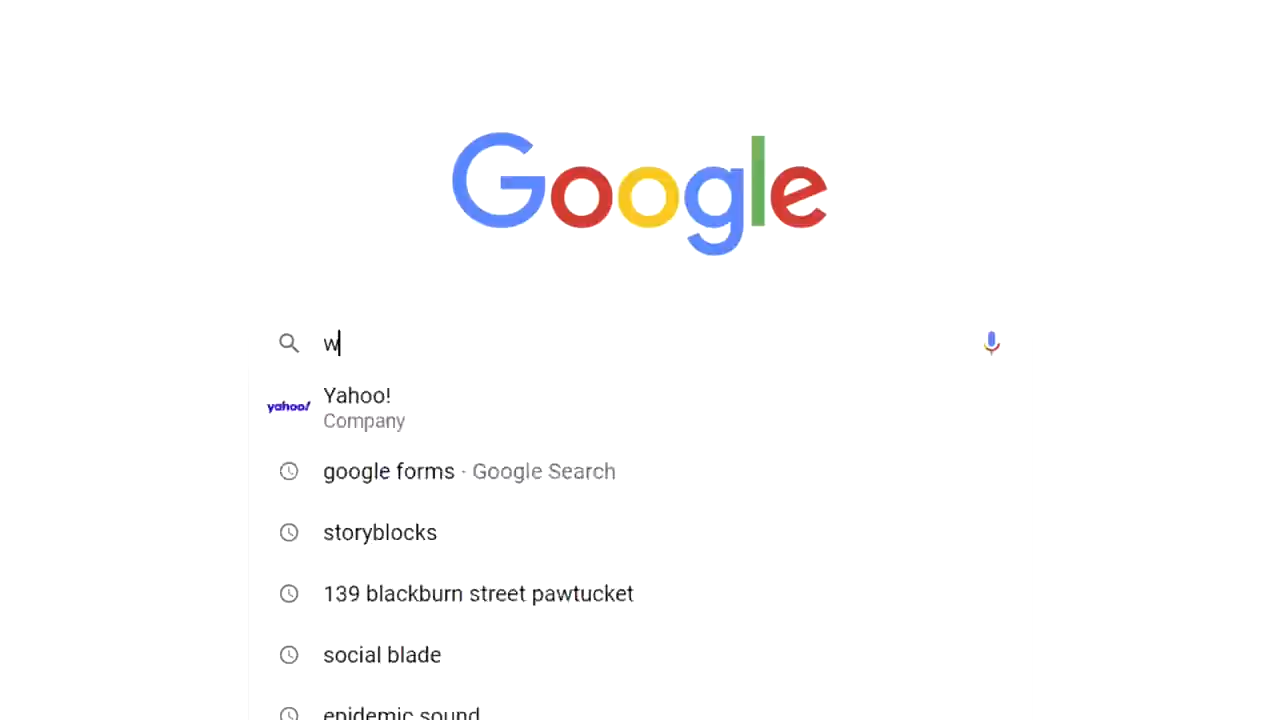 Google
w
yahoo!
Yahoo!
Company
google forms · Google Search
storyblocks
139 blackburn street pawtucket
social blade
epidemic sound